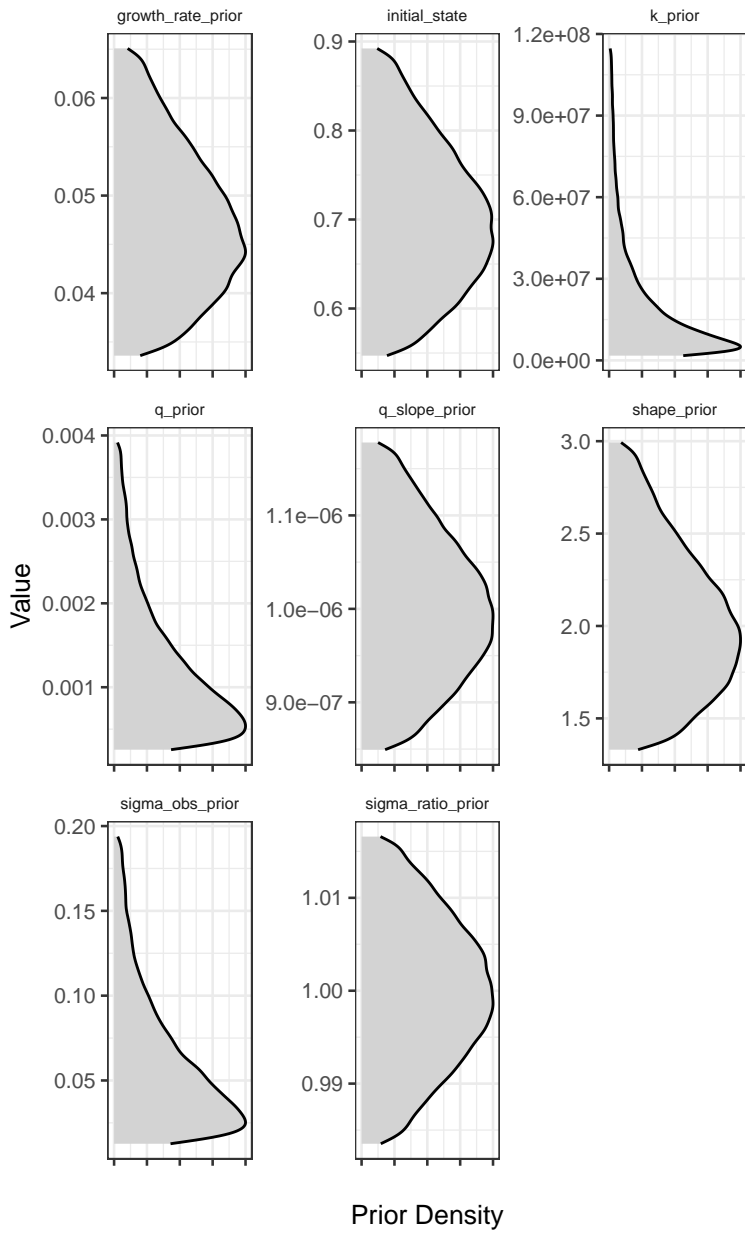 growth_rate_prior
initial_state
k_prior
0.06
0.05
0.04
0.9
0.8
0.7
0.6
1.2e+08
9.0e+07
6.0e+07
3.0e+07
0.0e+00
q_prior
q_slope_prior
shape_prior
Value
0.004
0.003
0.002
0.001
1.1e−06
1.0e−06
9.0e−07
3.0
2.5
2.0
1.5
sigma_obs_prior
sigma_ratio_prior
0.20
0.15
0.10
0.05
1.01
1.00
0.99
Prior Density